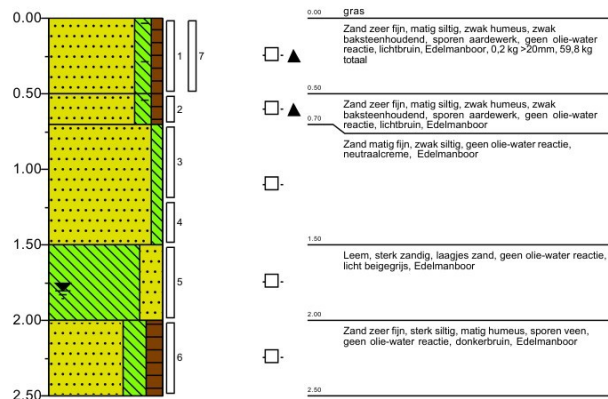 0.00
0.50
1.00
1.50
2.00
2.50
1
7
2
3
4
5
6
0.00
gras
Zand zeer fijn, matig siltig, zwak humeus, zwak
baksteenhoudend, sporen aardewerk, geen olie-water
reactie, lichtbruin, Edelmanboor, 0,2 kg >20mm, 59,8 kg
totaal
0.50
Zand zeer fijn, matig siltig, zwak humeus, zwak
baksteenhoudend, sporen aardewerk, geen olie-water
reactie, lichtbruin, Edelmanboor
0.70
Zand matig fijn, zwak siltig, geen olie-water reactie,
neutraalcreme, Edelmanboor
1.50
Leem, sterk zandig, laagjes zand, geen olie-water reactie,
licht beigegrijs, Edelmanboor
2.00
Zand zeer fijn, sterk siltig, matig humeus, sporen veen,
geen olie-water reactie, donkerbruin, Edelmanboor
2.50